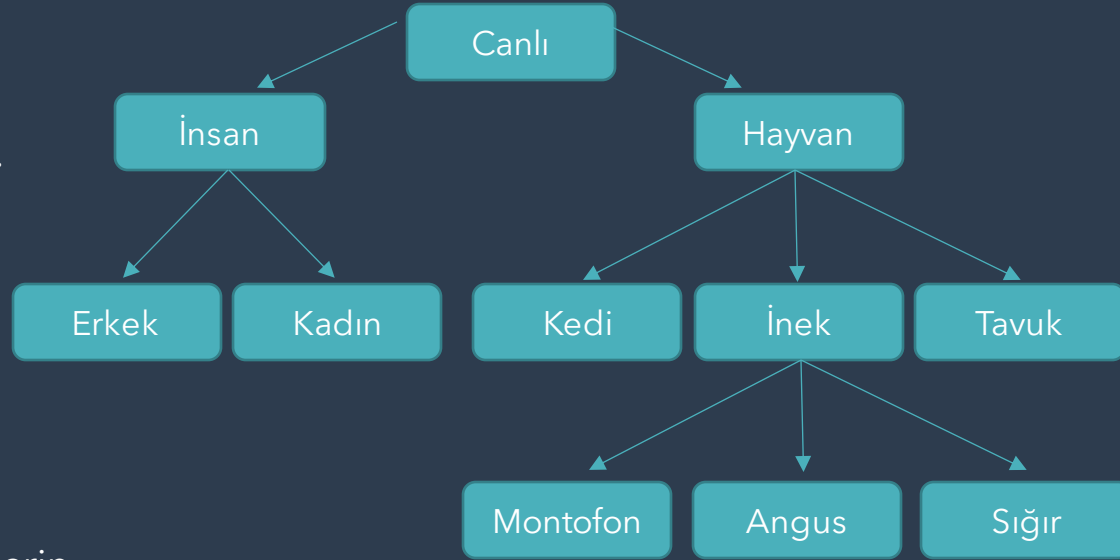 Canlı
İnsan Hayvan
Erkek Kadın Kedi İnek Tavuk
Montofon Angus Sığır